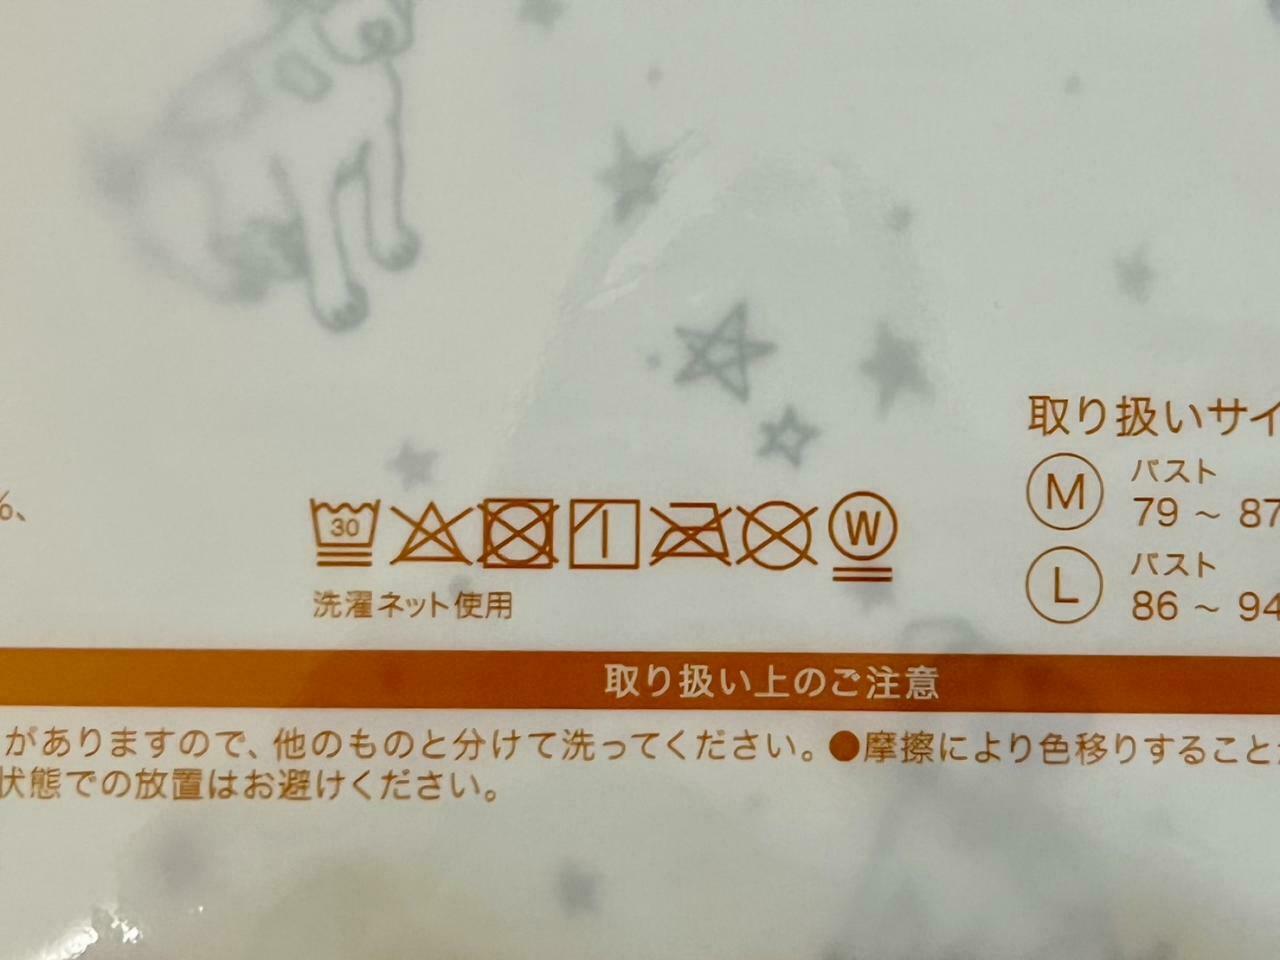 %、
30
W
洗濯ネット使用
取り扱いサイ
M
バスト
79 ~ 87
L
バスト
86 ~ 94
取り扱い上のご注意
がありますので、他のものと分けて洗ってください。●摩擦により色移りすること
状態での放置はお避けください。